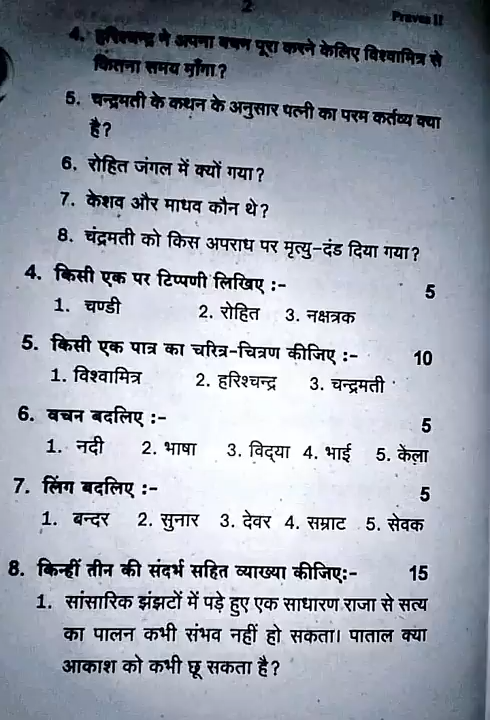 2
Praves II
4. हरिश्चन्द्र ने अपना वचन पूरा करने केलिए विश्वामित्र से
कितना समय माँगा?
5. चन्द्रमती के कथन के अनुसार पत्नी का परम कर्तव्य क्या
है?
6. रोहित जंगल में क्यों गया?
7. केशव और माधव कौन थे?
8. चंद्रमती को किस अपराध पर मृत्यु-दंड दिया गया?
4. किसी एक पर टिप्पणी लिखिए :- 5
1. चण्डी 2. रोहित 3. नक्षत्रक
5. किसी एक पात्र का चरित्र-चित्रण कीजिए :- 10
1. विश्वामित्र 2. हरिश्चन्द्र 3. चन्द्रमती
6. वचन बदलिए :- 5
1. नदी 2. भाषा 3. विद्या 4. भाई 5. केला
7. लिंग बदलिए :- 5
1. बन्दर 2. सुनार 3. देवर 4. सम्राट 5. सेवक
8. किन्हीं तीन की संदर्भ सहित व्याख्या कीजिए:- 15
1. सांसारिक झंझटों में पड़े हुए एक साधारण राजा से सत्य
का पालन कभी संभव नहीं हो सकता। पाताल क्या
आकाश को कभी छू सकता है?